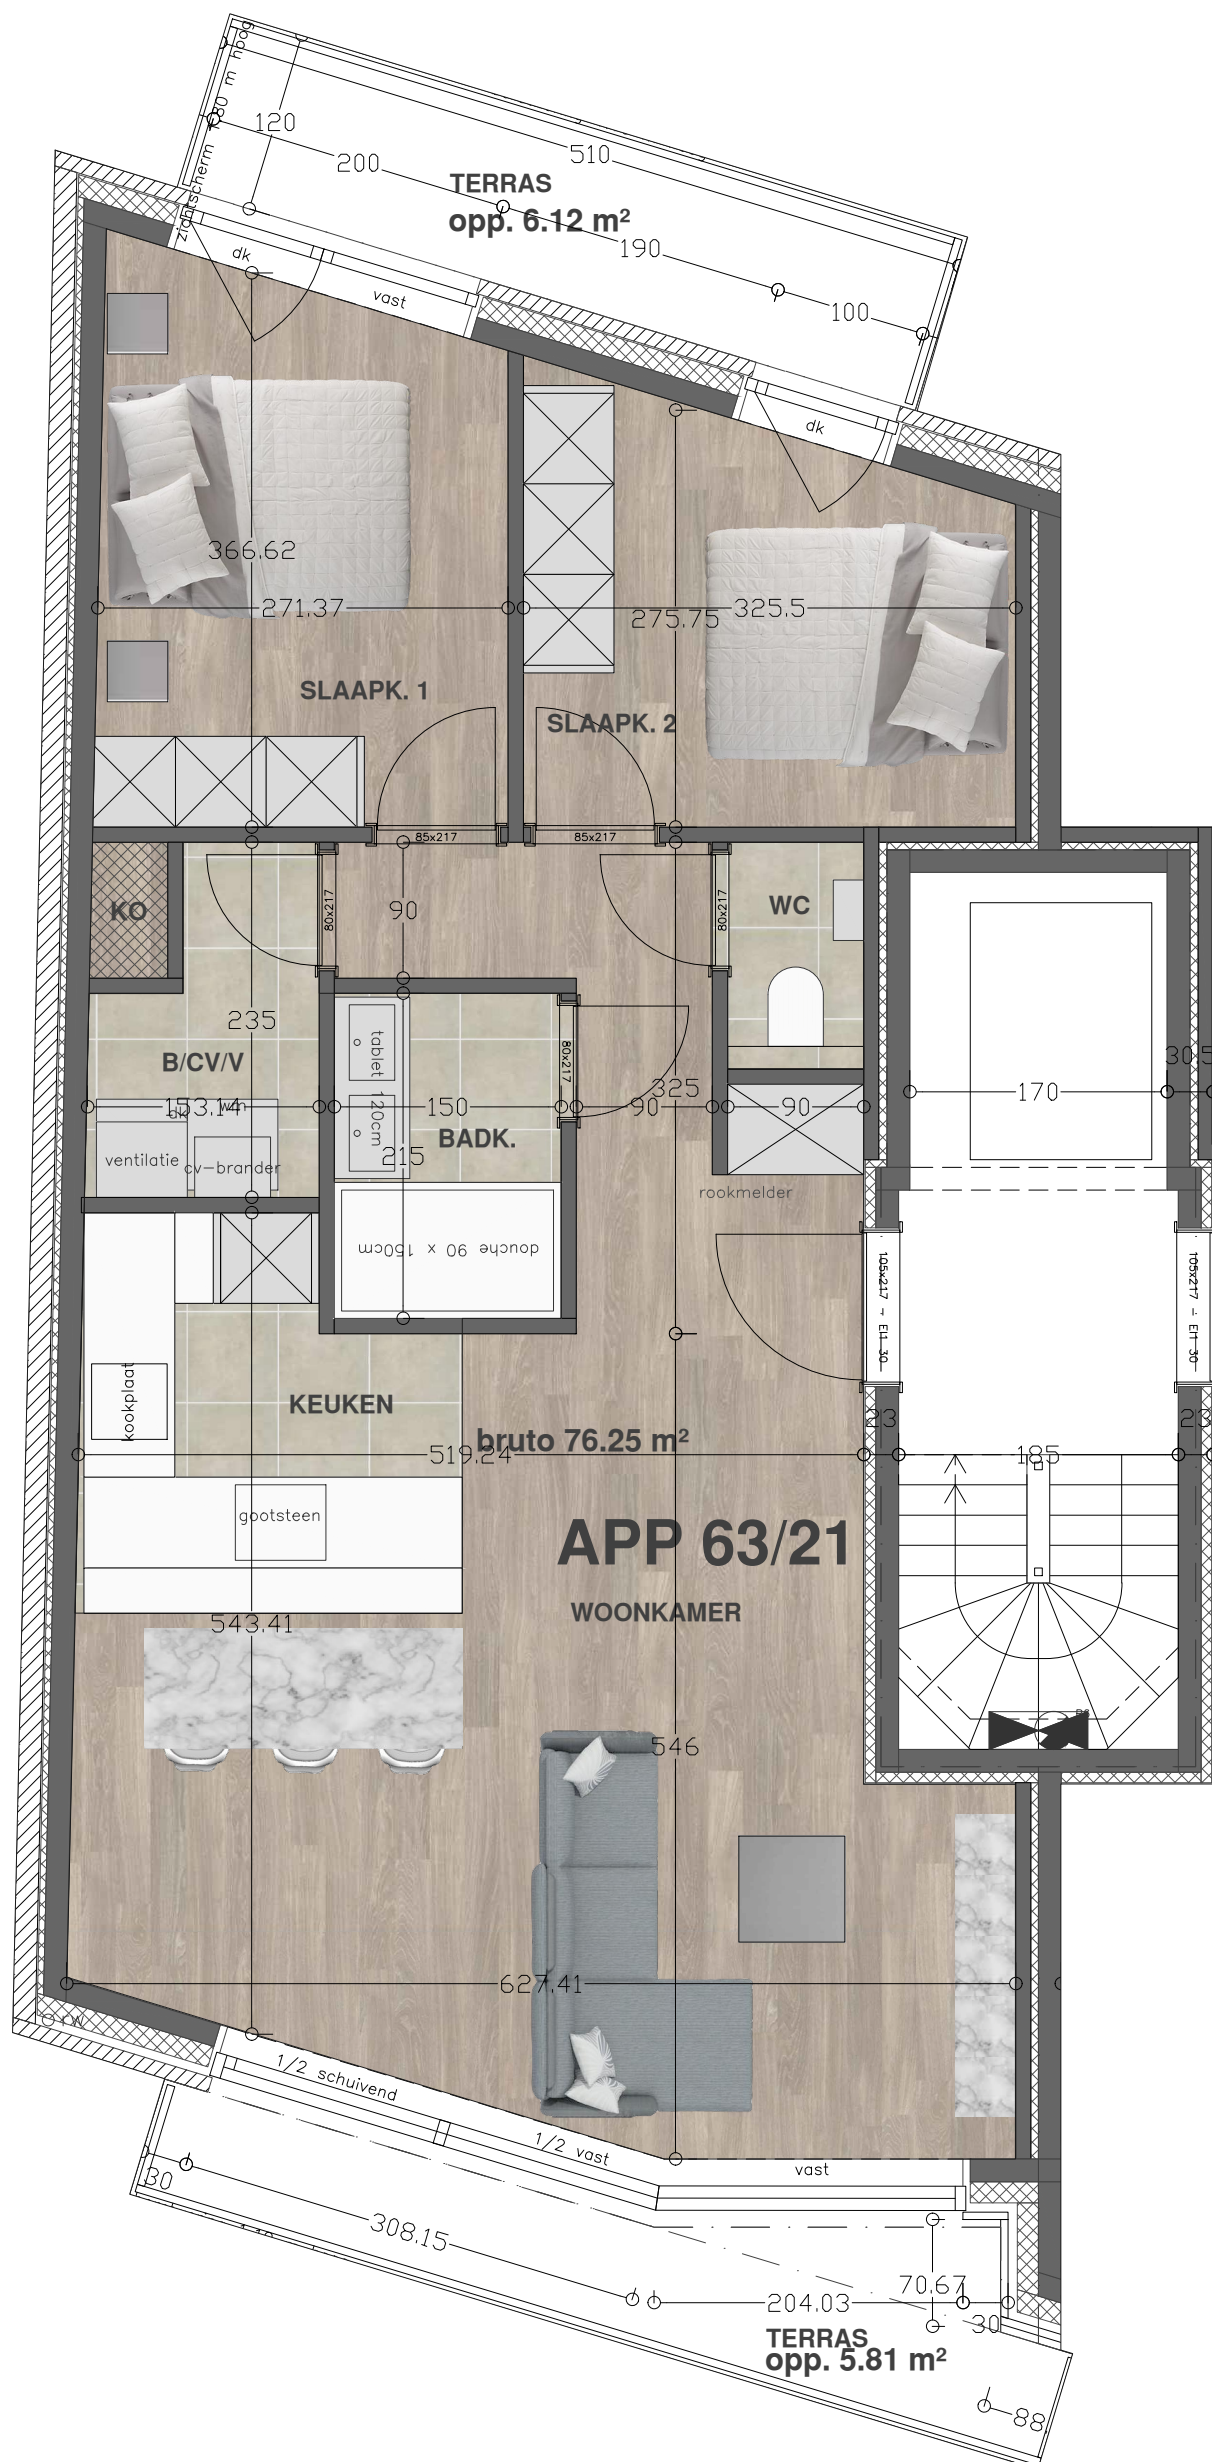 zichtscherm 1.80 m hoog
120
510
200
TERRAS
opp. 6.12 m²
190
100
dk
vast
dk
366.62
271.37
275.75
325.5
SLAAPK. 1
SLAAPK. 2
85x217
85x217
KO
80x217
90
80x217
WC
235
B/CV/V
tablet 120cm
80x217
325
30.5
153.14
dk
wm
150
90
90
170
BADK.
215
ventilatie
cv-brander
rookmelder
douche 90 x 150cm
105x217 - EI1 30
105x217 - EI1 30
kookplaat
KEUKEN
23
23
bruto 76.25 m²
519.24
185
gootsteen
APP 63/21
WOONKAMER
543.41
546
627.41
rw
1/2 schuivend
1/2 vast
vast
30
308.15
70.67
204.03
30
TERRAS
opp. 5.81 m²
88